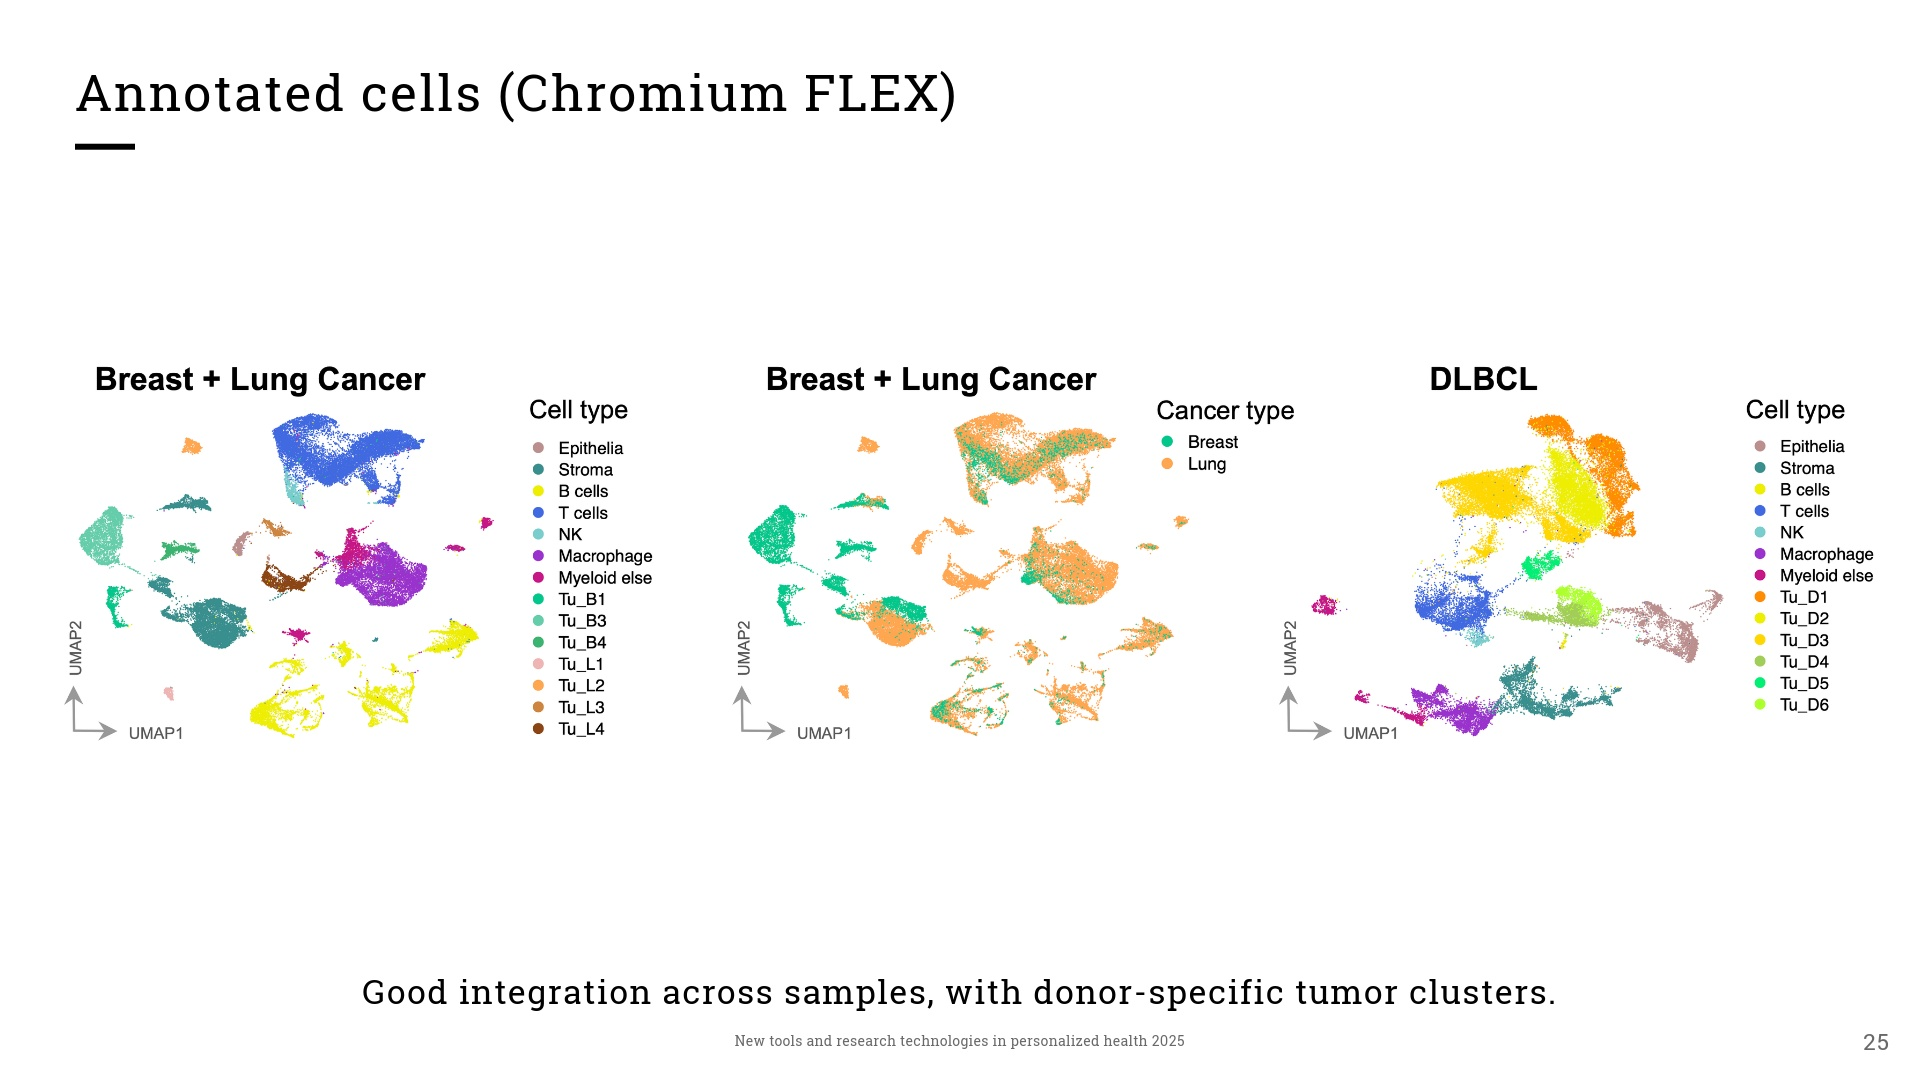 Annotated cells (Chromium FLEX)
Breast + Lung Cancer
Cell type
Epithelia
Stroma
B cells
T cells
NK
Macrophage
Myeloid else
Tu_B1
Tu_B3
Tu_B4
Tu_L1
Tu_L2
Tu_L3
Tu_L4
UMAP2
UMAP1
Breast + Lung Cancer
Cancer type
Breast
Lung
UMAP2
UMAP1
DLBCL
Cell type
Epithelia
Stroma
B cells
T cells
NK
Macrophage
Myeloid else
Tu_D1
Tu_D2
Tu_D3
Tu_D4
Tu_D5
Tu_D6
UMAP2
UMAP1
Good integration across samples, with donor-specific tumor clusters.
New tools and research technologies in personalized health 2025
25